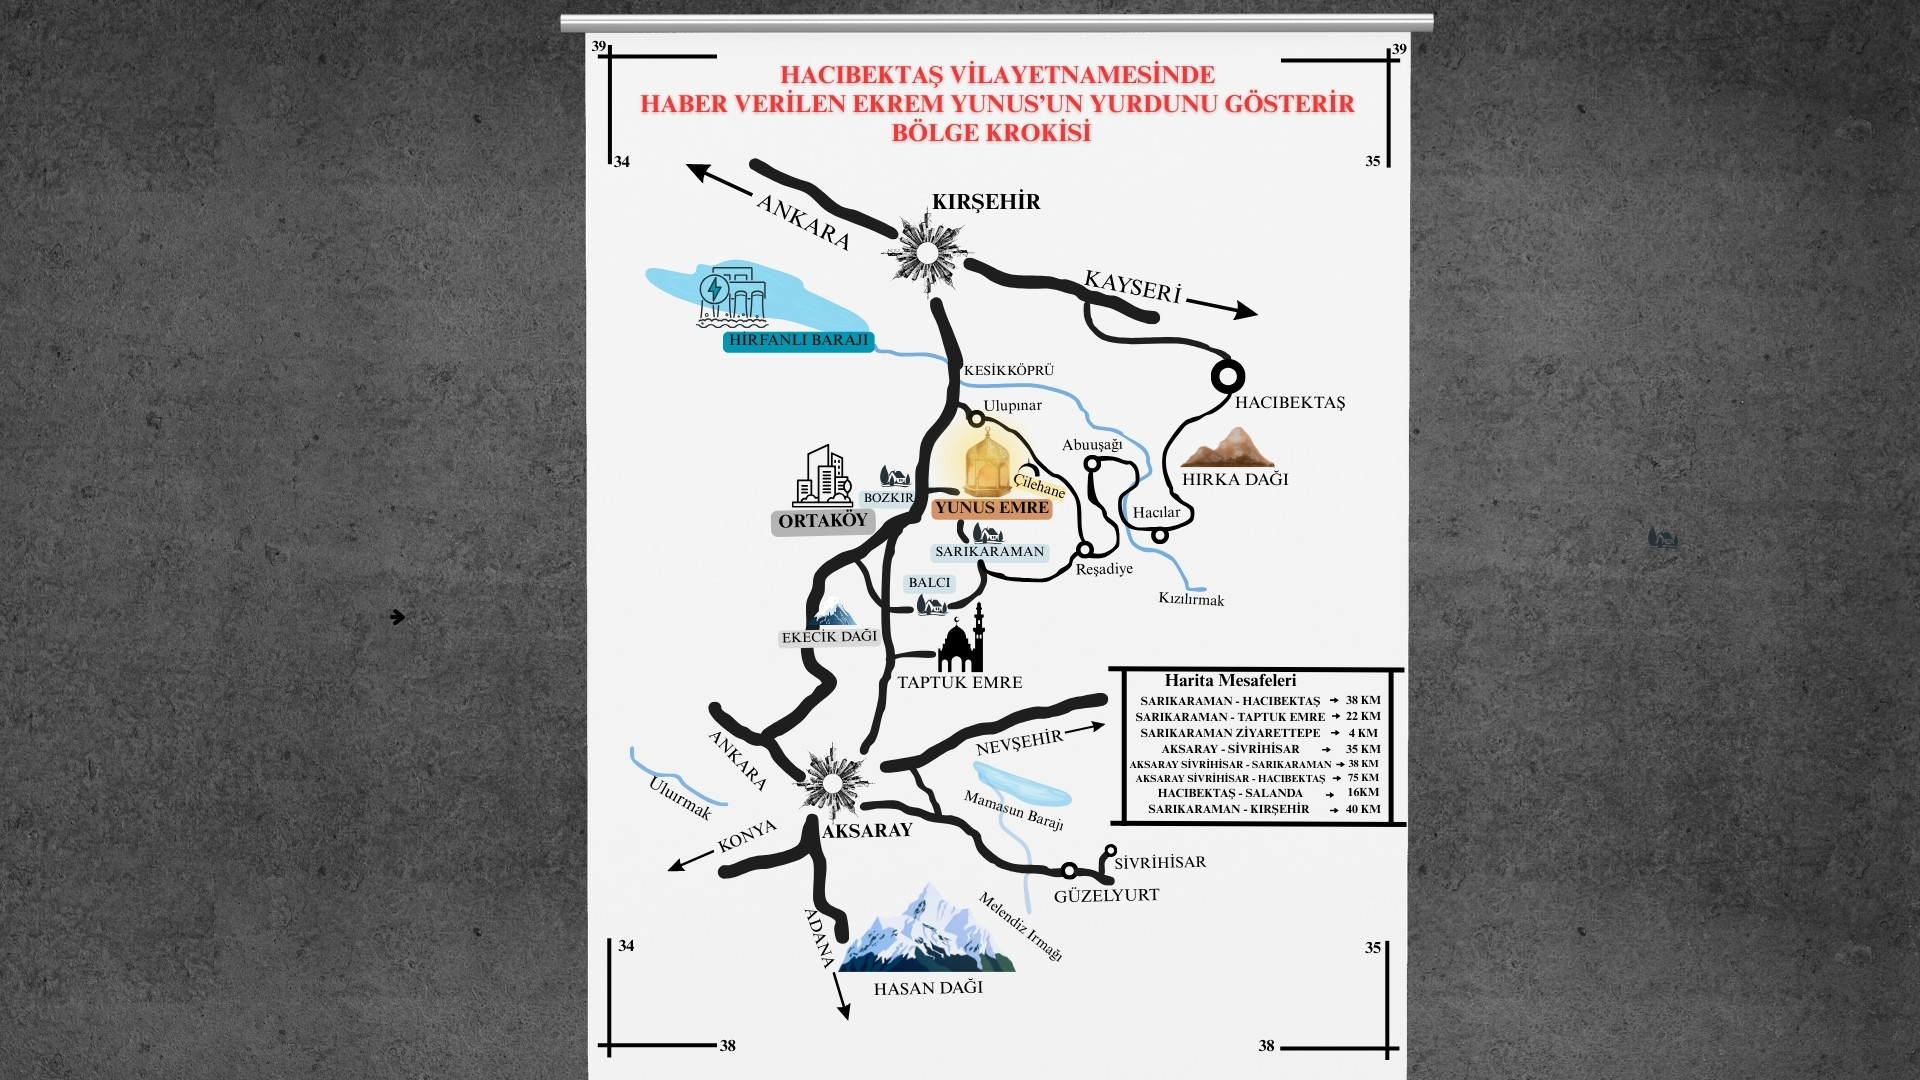 39
39
HACIBEKTAŞ VİLAYETNAMESİNDE
HABER VERİLEN EKREM YUNUS'UN YURDUNU GÖSTERİR
BÖLGE KROKİSİ
34
35
ANKARA
KIRŞEHİR
KAYSERİ
HİRFANLI BARAJI
KESİKKÖPRÜ
HACIBEKTAŞ
Ulupınar
Abuuşağı
HIRKA DAĞI
Çilehane
BOZKIR
YUNUS EMRE
Hacılar
ORTAKÖY
SARIKARAMAN
Reşadiye
BALCI
Kızılırmak
EKECİK DAĞI
TAPTUK EMRE
Harita Mesafeleri
SARIKARAMAN - HACIBEKTAŞ → 38 KM
SARIKARAMAN - TAPTUK EMRE → 22 KM
SARIKARAMAN ZİYARETTEPE → 4 KM
AKSARAY - SİVRİHİSAR → 35 KM
AKSARAY SİVRİHİSAR - SARIKARAMAN → 38 KM
AKSARAY SİVRİHİSAR - HACIBEKTAŞ → 75 KM
HACIBEKTAŞ - SALANDA → 16KM
SARIKARAMAN - KIRŞEHİR → 40 KM
ANKARA
NEVŞEHİR
Uluırmak
Mamasun Barajı
KONYA
AKSARAY
SİVRİHİSAR
GÜZELYURT
Melendiz Irmağı
ADANA
HASAN DAĞI
34
35
38
38